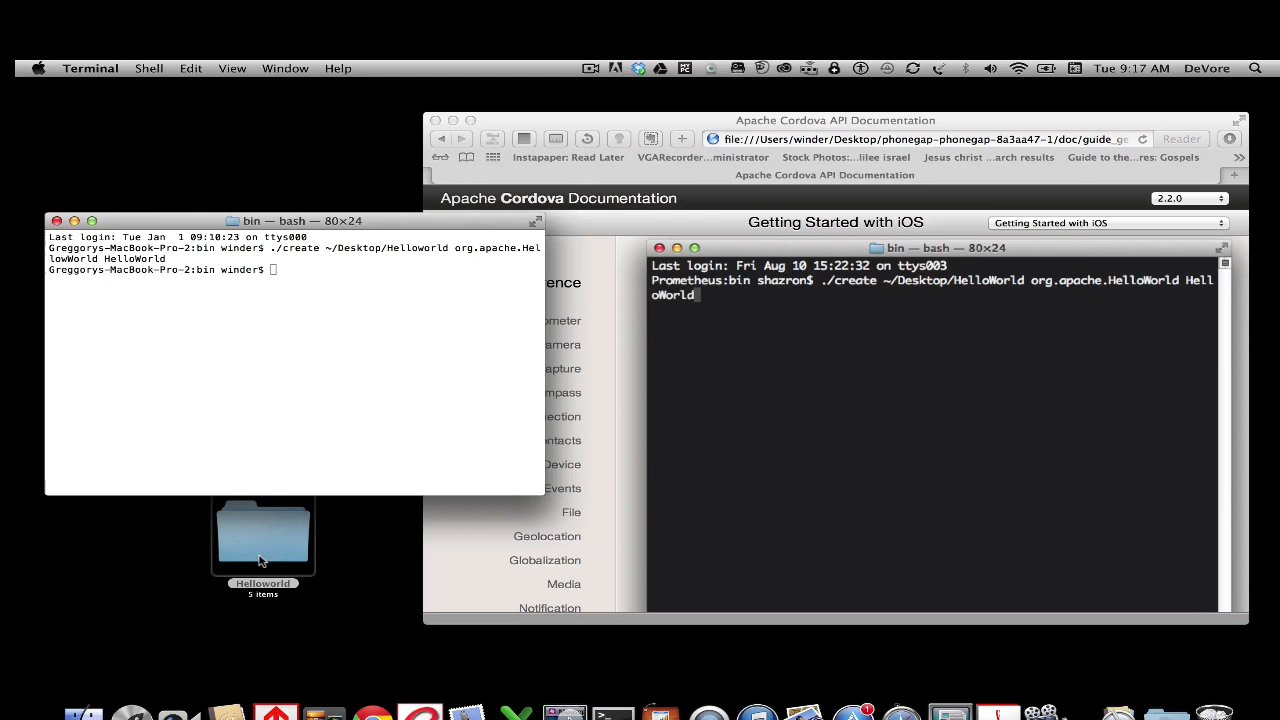 Terminal Shell Edit View Window Help
Tue 9:17 AM DeVore
Apache Cordova API Documentation
file:///Users/winder/Desktop/phonegap-phonegap-8a3aa47-1/doc/guide_ge
Reader
Instapaper: Read Later VGARecorder...ministrator Stock Photos:...lilee israel Jesus christ ...arch results Guide to the...res: Gospels
Apache Cordova API Documentation
Apache Cordova Documentation
2.2.0
Getting Started with iOS
Getting Started with iOS
bin — bash — 80×24
Last login: Tue Jan  1 09:10:23 on ttys000
Greggorys-MacBook-Pro-2:bin winder$ ./create ~/Desktop/Helloworld org.apache.Hel
lowWorld HelloWorld
Greggorys-MacBook-Pro-2:bin winder$
bin — bash — 80×24
Last login: Fri Aug 10 15:22:32 on ttys003
Prometheus:bin shazron$ ./create ~/Desktop/HelloWorld org.apache.HelloWorld Hell
oWorld
erence
ometer
amera
apture
mpass
ection
ontacts
Device
Events
File
Geolocation
Globalization
Media
Notification
Helloworld
5 items